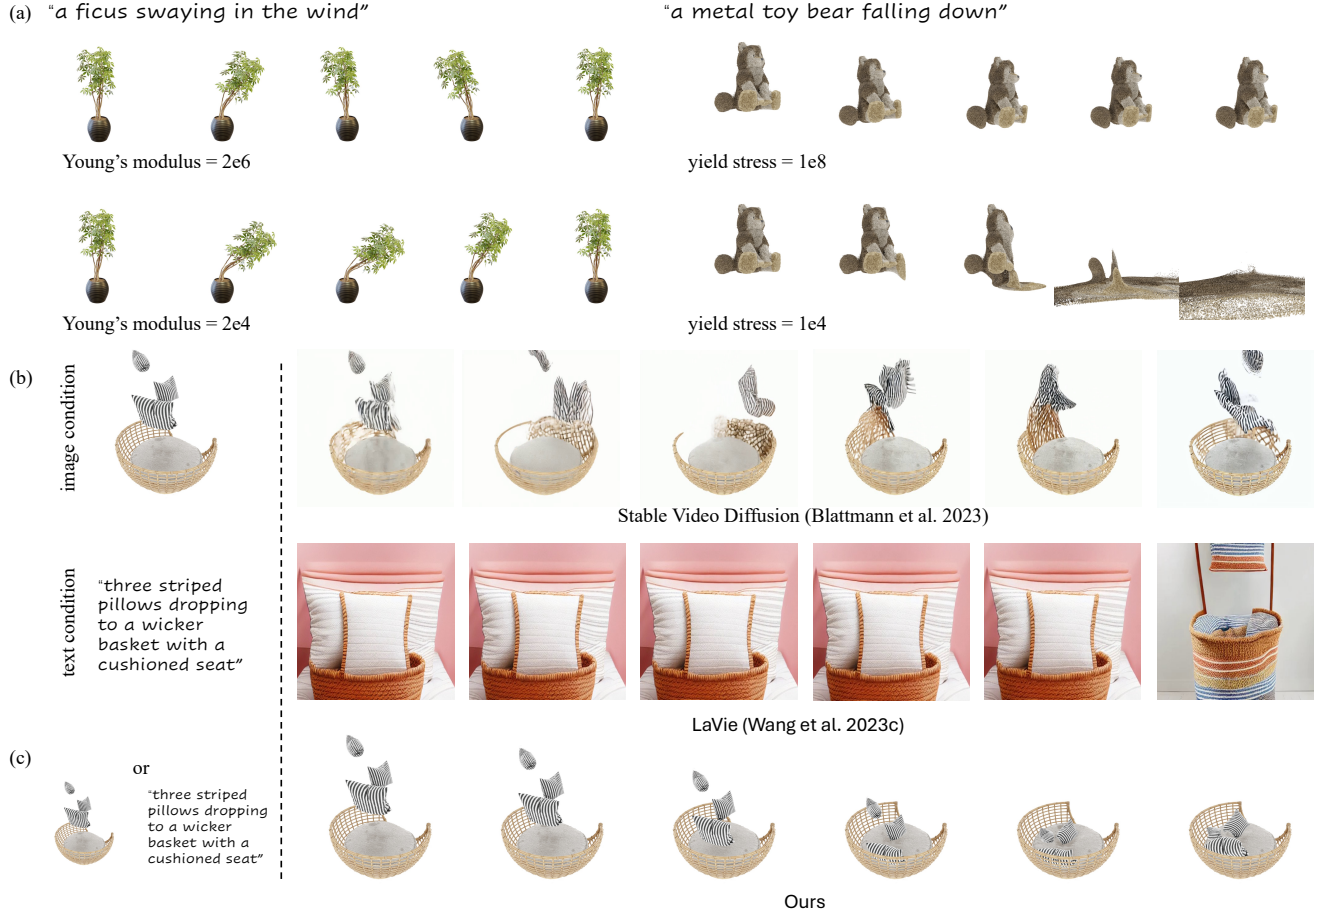 (a) “a ficus swaying in the wind”
“a metal toy bear falling down”
Young’s modulus = 2e6
yield stress = 1e8
Young’s modulus = 2e4
yield stress = 1e4
(b)
image condition
Stable Video Diffusion (Blattmann et al. 2023)
text condition
“three striped
pillows dropping
to a wicker
basket with a
cushioned seat”
LaVie (Wang et al. 2023c)
(c)
or
“three striped
pillows dropping
to a wicker
basket with a
cushioned seat”
Ours